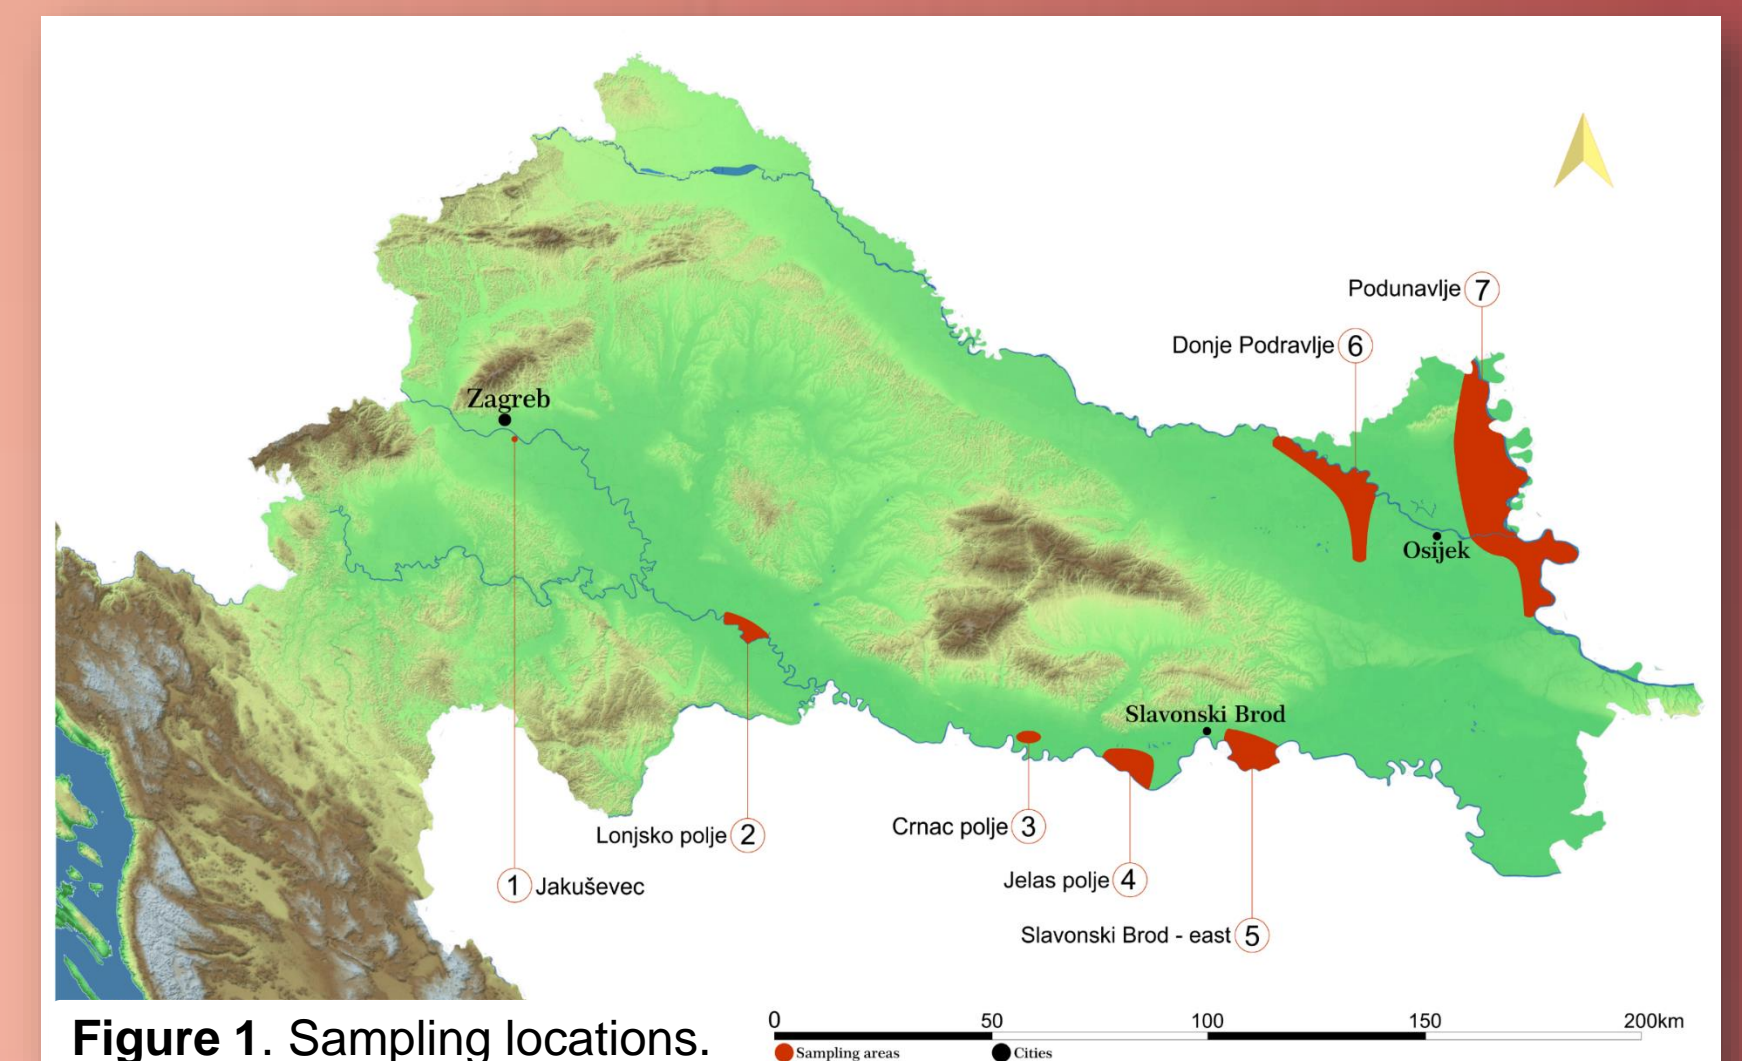 Podunavlje 7
Donje Podravlje 6
Zagreb
Osijek
Slavonski Brod
Lonjsko polje 2
Crnac polje 3
1 Jakuševec
Jelas polje 4
Slavonski Brod - east 5
Figure 1. Sampling locations.
0 50 100 150 200km
Sampling areas Cities